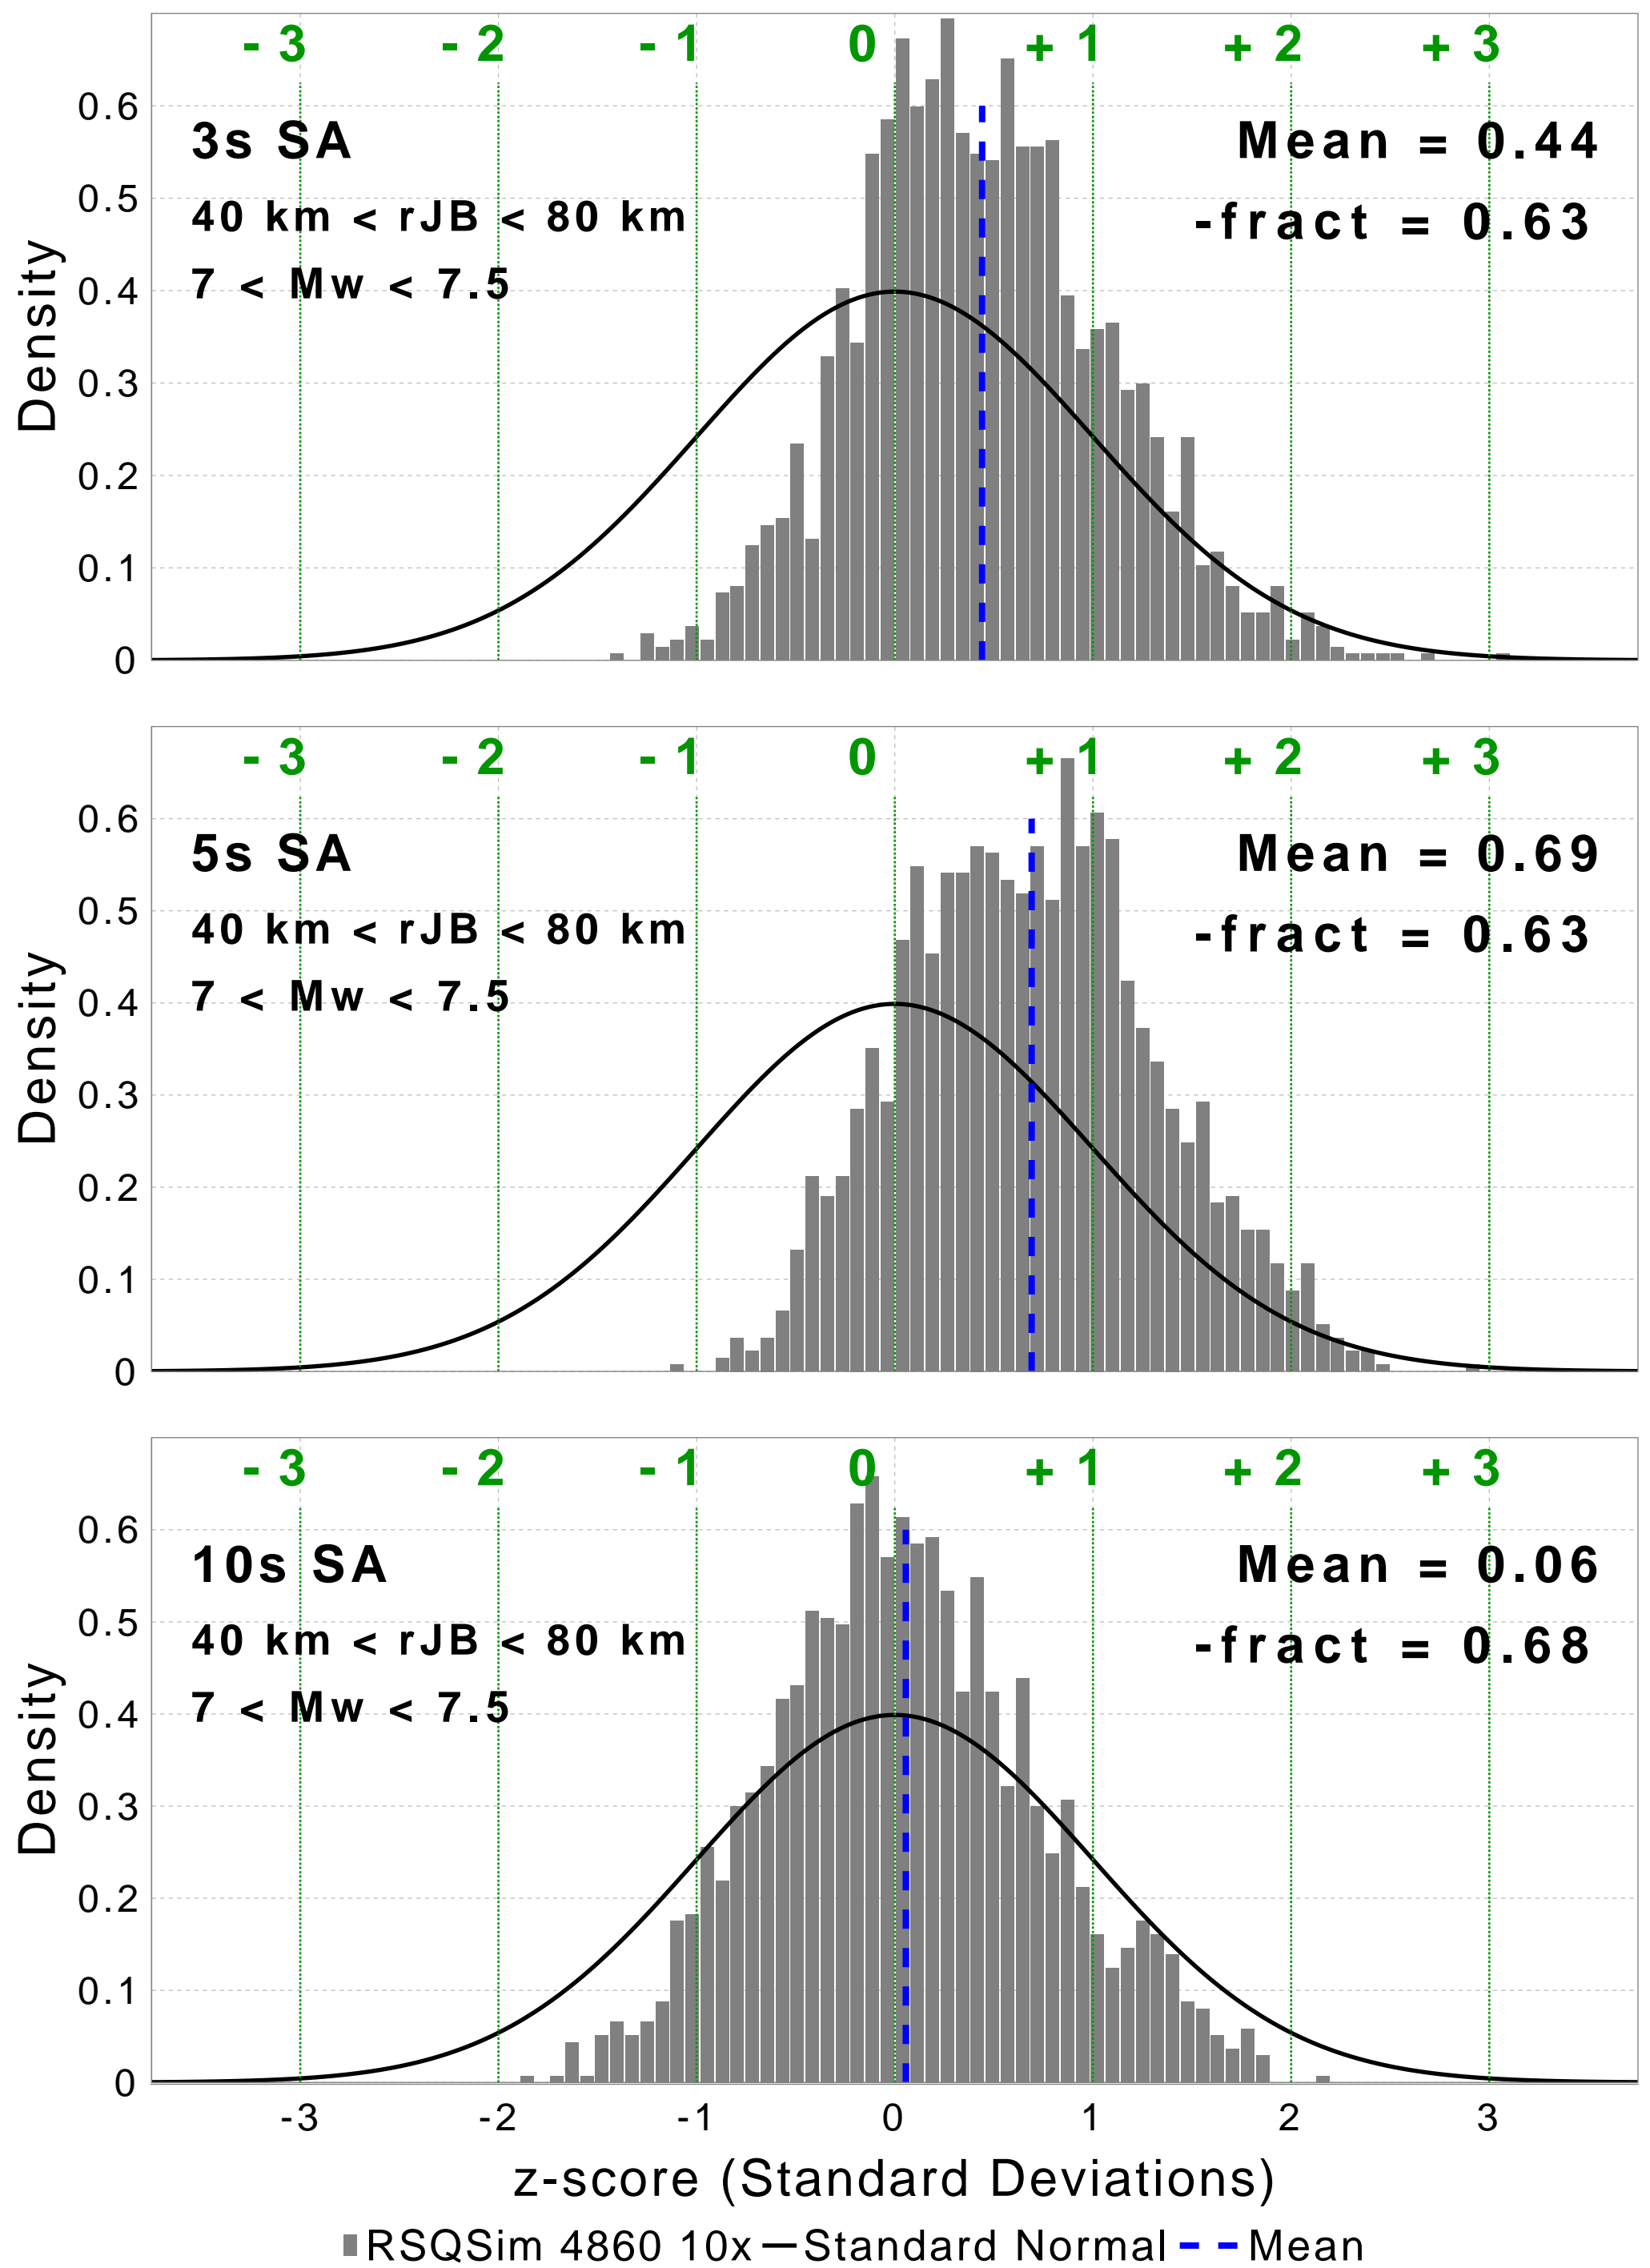 - 3 - 2 - 1 0 + 1 + 2 + 3
3s SA
40 km < rJB < 80 km
7 < Mw < 7.5
Mean = 0.44
-fract = 0.63
0.6
0.5
0.4
0.3
0.2
0.1
0
Density
- 3 - 2 - 1 0 + 1 + 2 + 3
5s SA
40 km < rJB < 80 km
7 < Mw < 7.5
Mean = 0.69
-fract = 0.63
0.6
0.5
0.4
0.3
0.2
0.1
0
Density
- 3 - 2 - 1 0 + 1 + 2 + 3
10s SA
40 km < rJB < 80 km
7 < Mw < 7.5
Mean = 0.06
-fract = 0.68
0.6
0.5
0.4
0.3
0.2
0.1
0
Density
-3 -2 -1 0 1 2 3
z-score (Standard Deviations)
RSQSim 4860 10x Standard Normal Mean